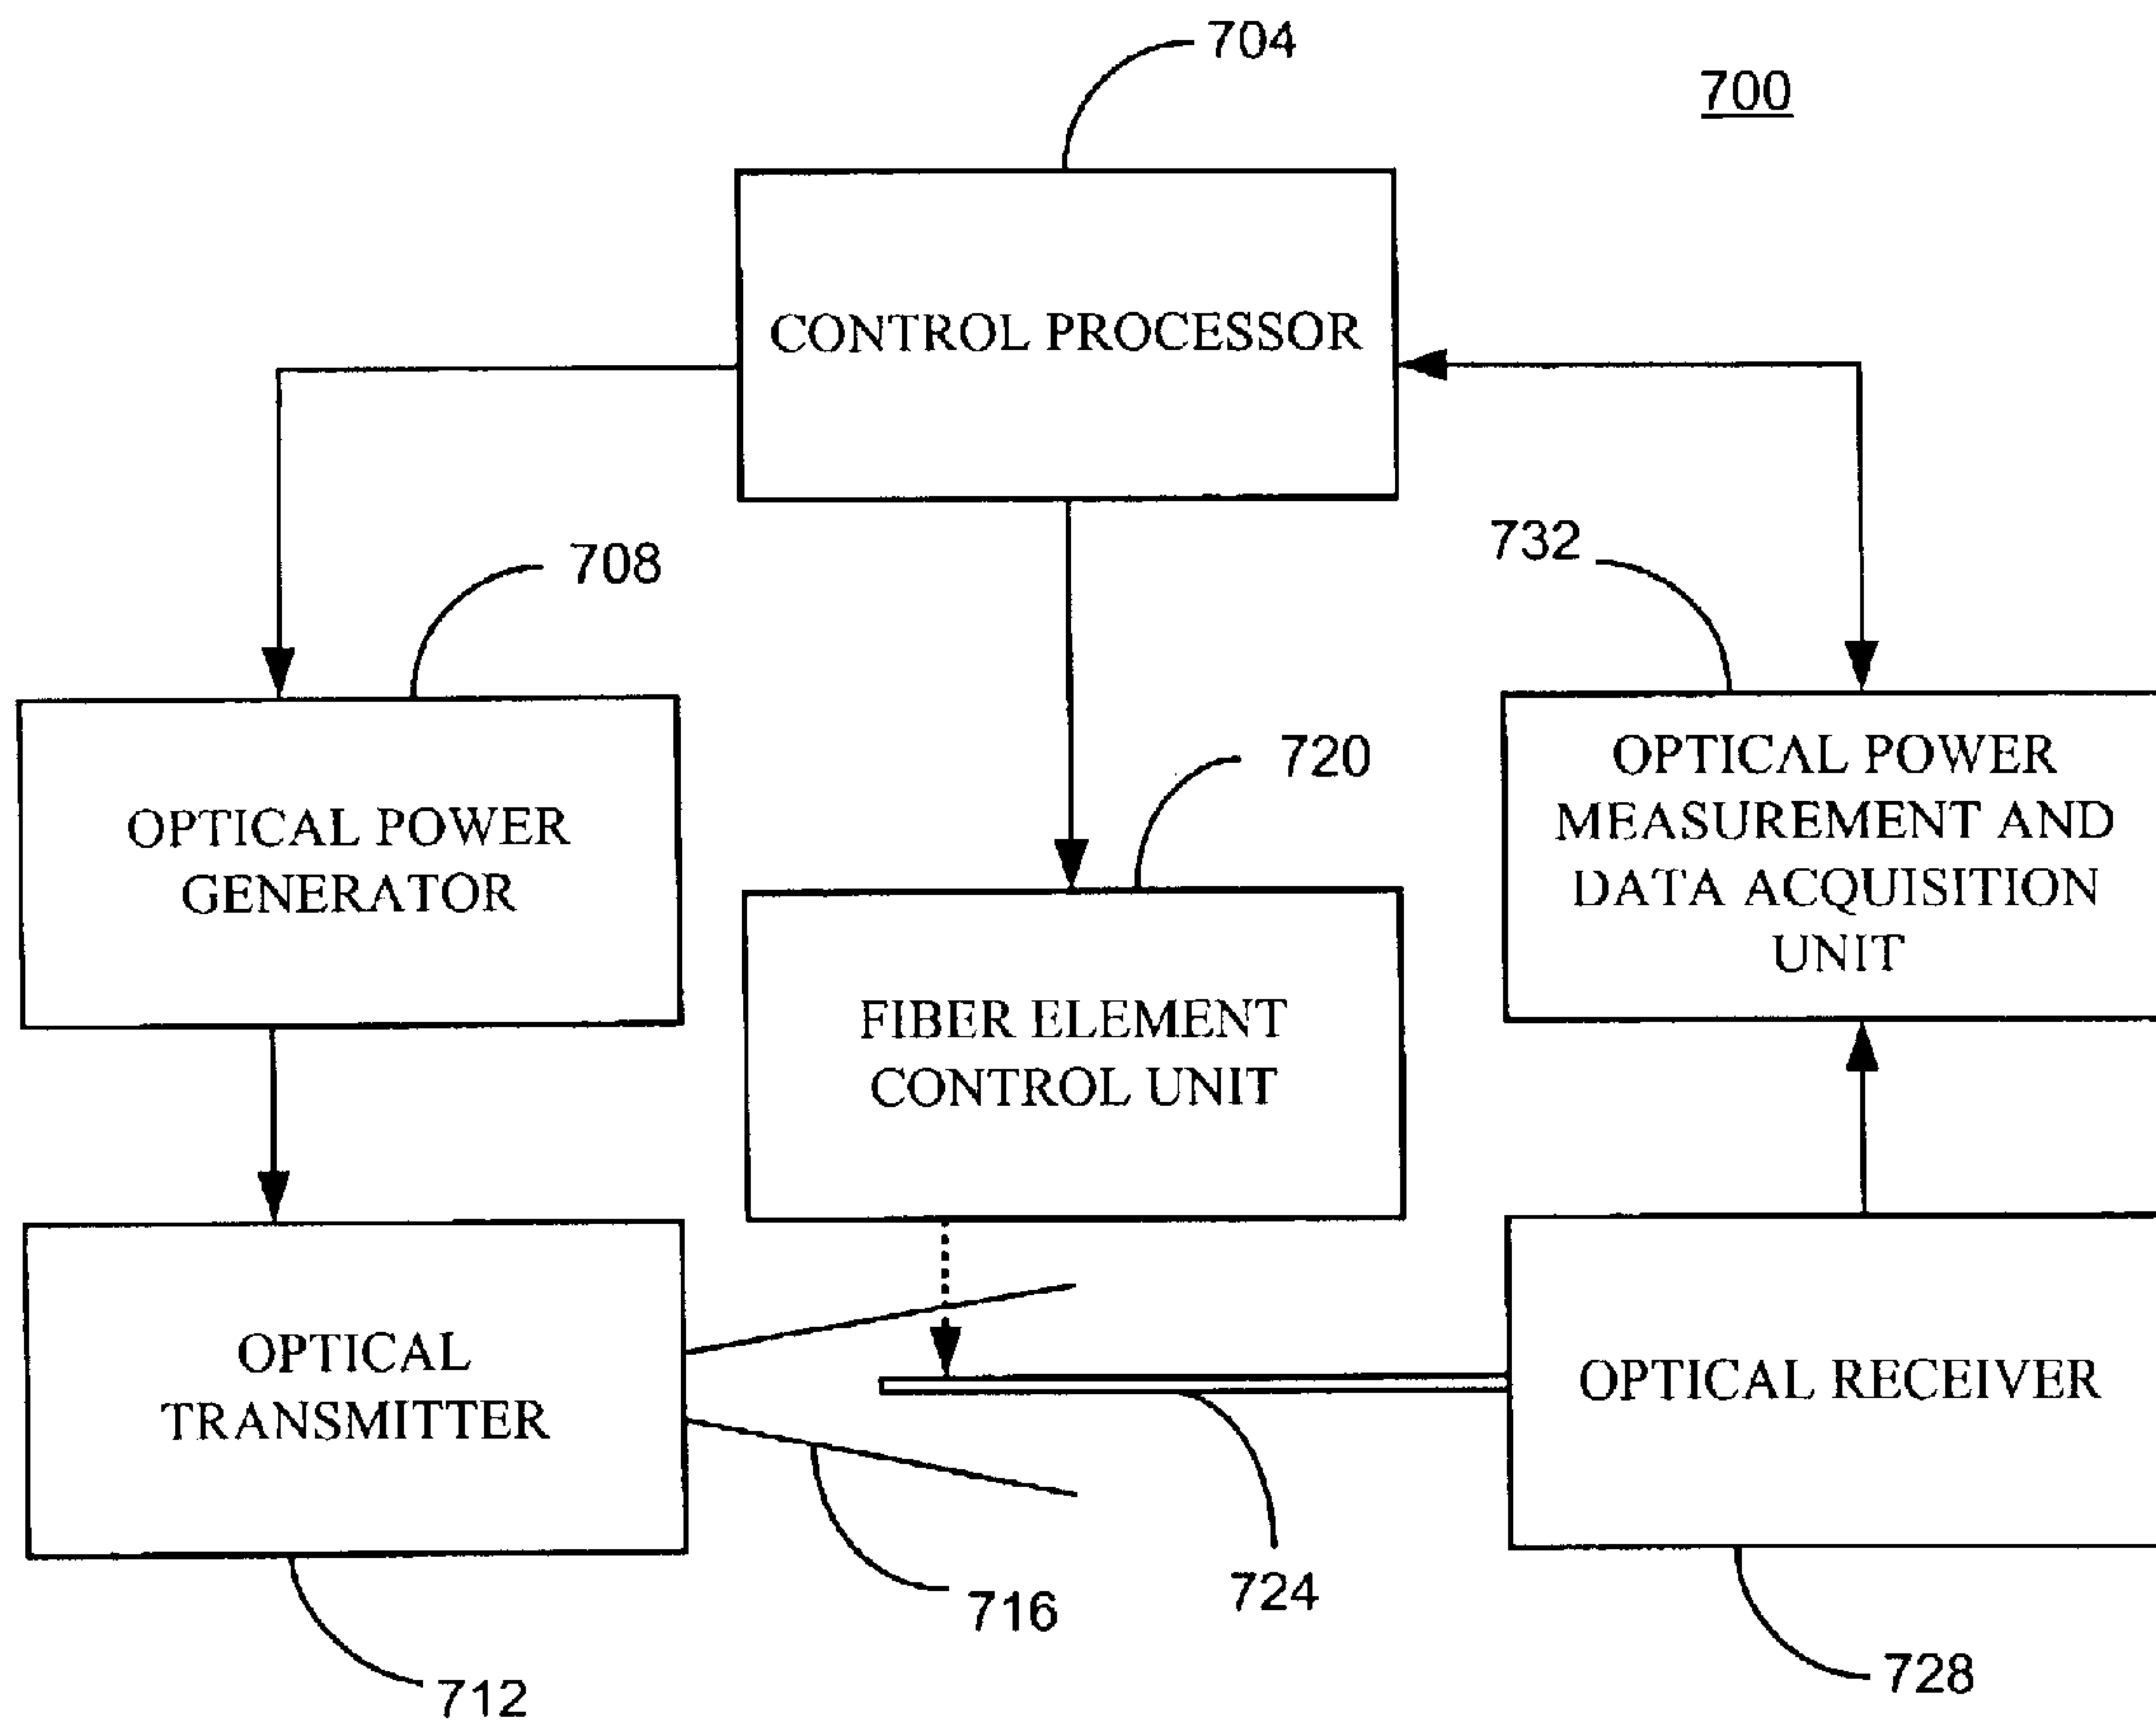 704
700
CONTROL PROCESSOR
708
732
720
OPTICAL POWER
GENERATOR
OPTICAL POWER
MEASUREMENT AND
DATA ACQUISITION
UNIT
FIBER ELEMENT
CONTROL UNIT
OPTICAL
TRANSMITTER
OPTICAL RECEIVER
716
724
712
728